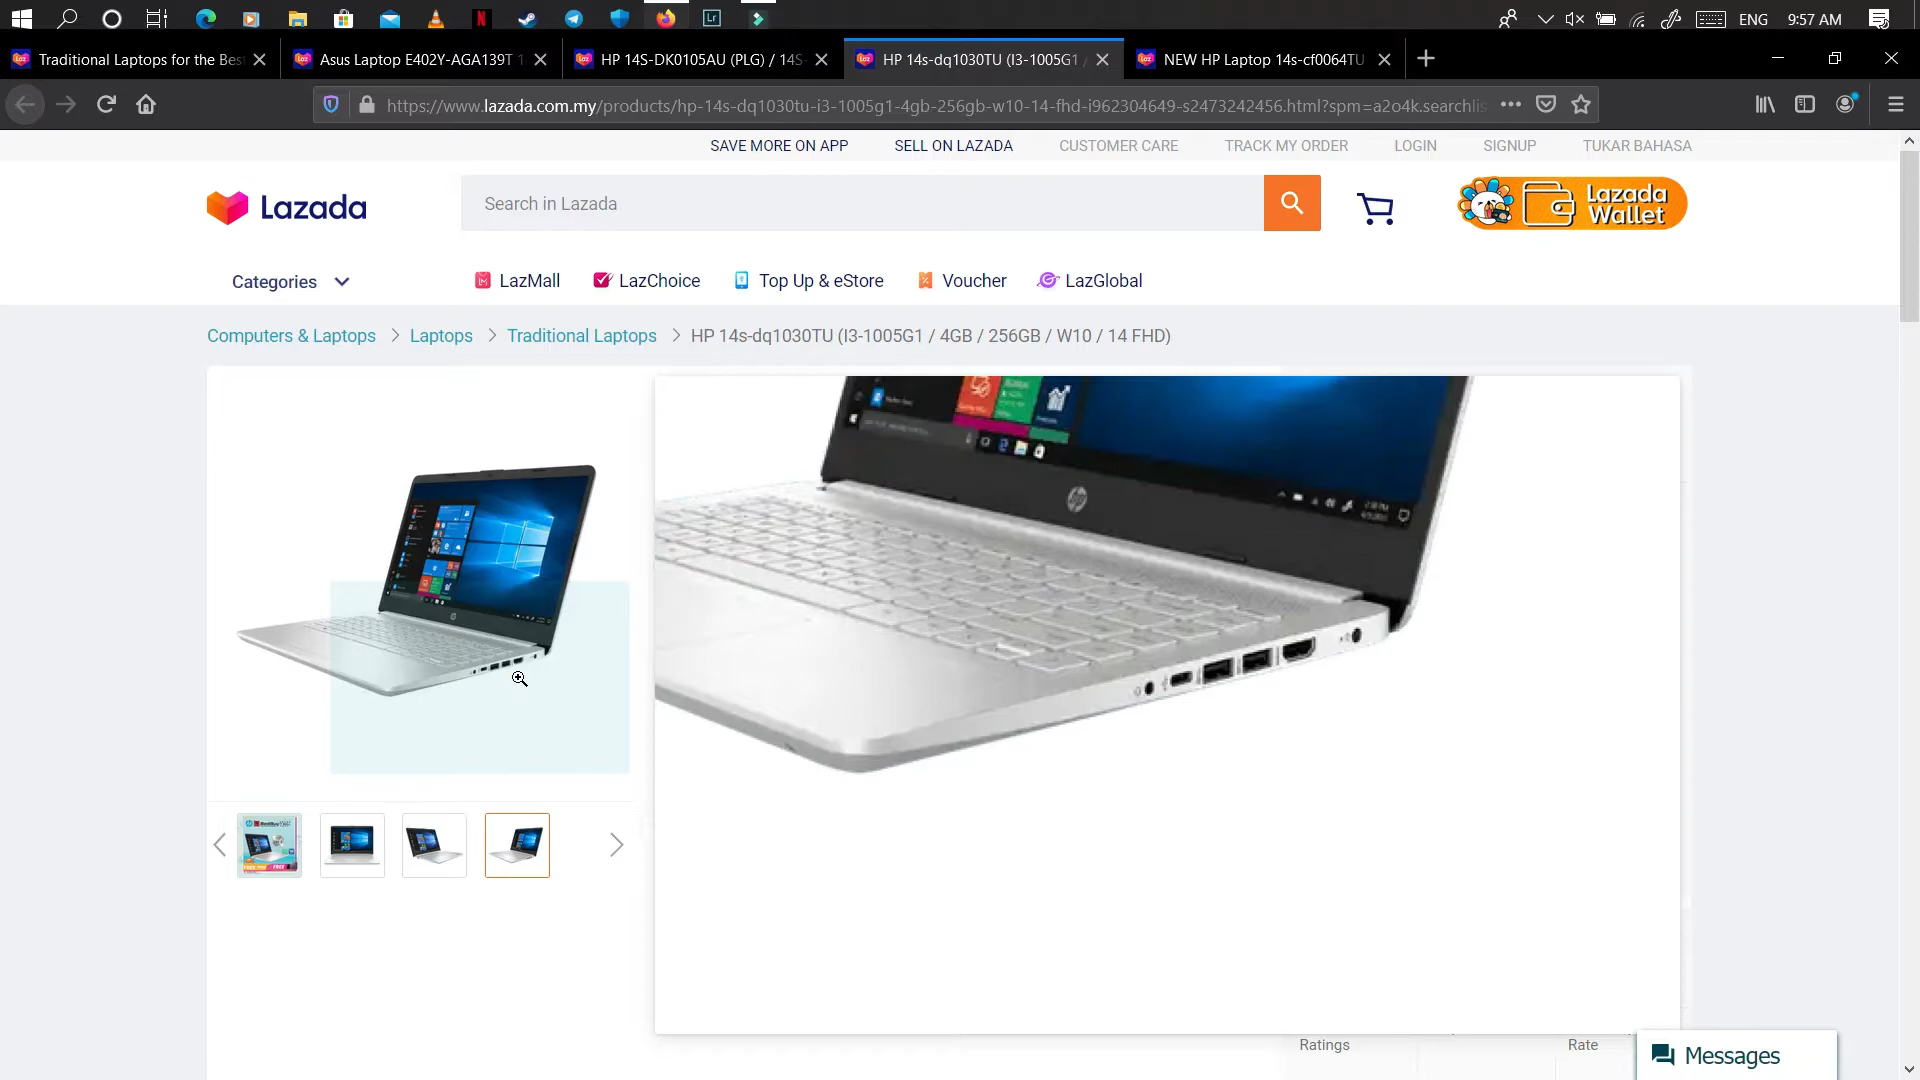 ENG
9:57 AM
Traditional Laptops for the Bes
Asus Laptop E402Y-AGA139T 1
HP 14S-DK0105AU (PLG) / 14S-
HP 14s-dq1030TU (I3-1005G1 /
NEW HP Laptop 14s-cf0064TU
https://www.lazada.com.my/products/hp-14s-dq1030tu-i3-1005g1-4gb-256gb-w10-14-fhd-i962304649-s2473242456.html?spm=a2o4k.searchlis
SAVE MORE ON APP
SELL ON LAZADA
CUSTOMER CARE
TRACK MY ORDER
LOGIN
SIGNUP
TUKAR BAHASA
Lazada
Search in Lazada
Lazada
Wallet
Categories
LazMall
LazChoice
Top Up & eStore
Voucher
LazGlobal
Computers & Laptops > Laptops > Traditional Laptops > HP 14s-dq1030TU (I3-1005G1 / 4GB / 256GB / W10 / 14 FHD)
hp
Ratings
Rate
Messages